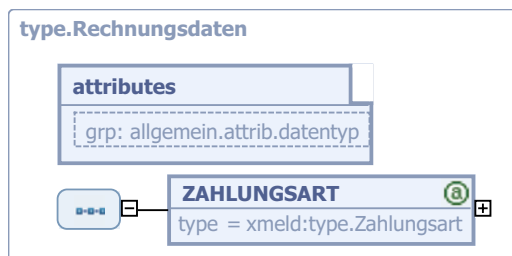 type.Rechnungsdaten
attributes
grp: allgemein.attrib.datentyp
ZAHLUNGSART @
type = xmeld:type.Zahlungsart